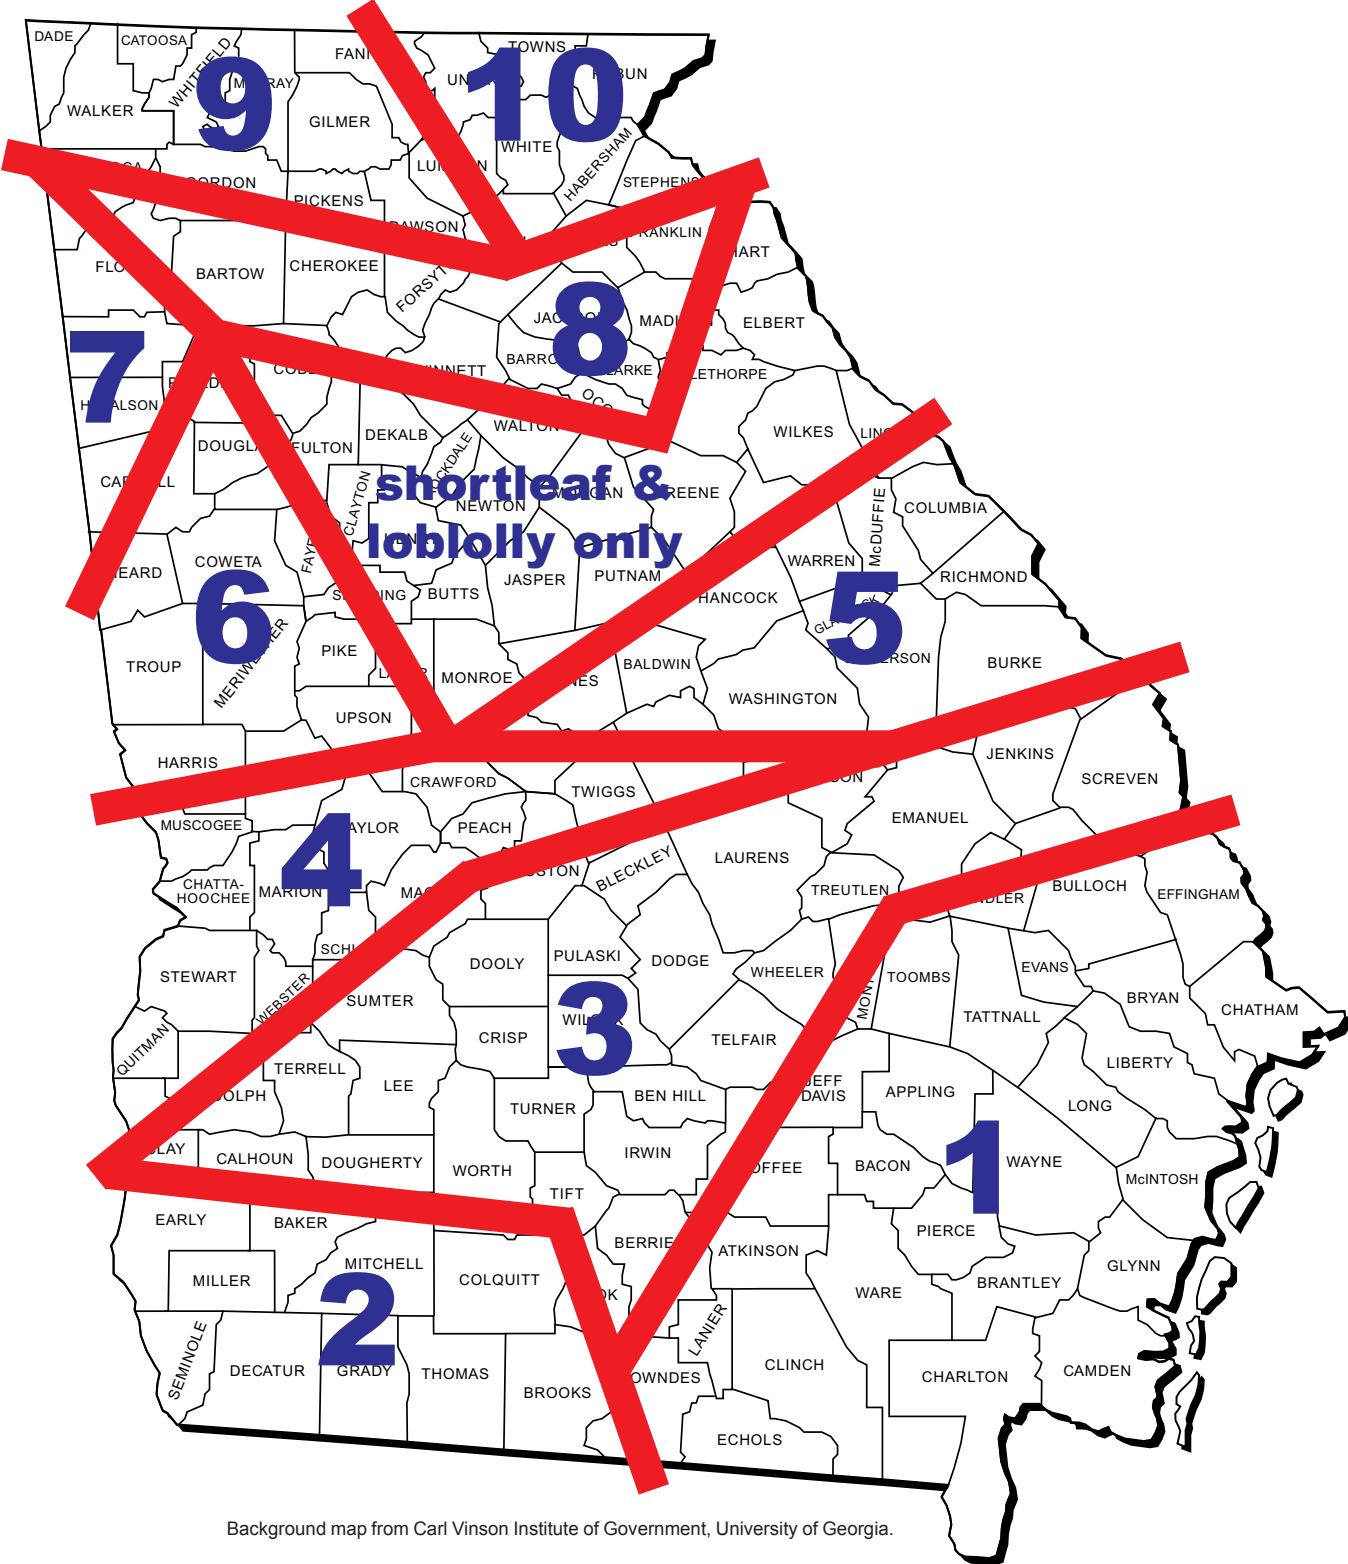 DADE
CATOOSA
WHITFIELD
FANN
TOWNS
10
9
WALKER
GILMER
WHITE
HABERSHAM
STEPHENS
PICKENS
HART
BARTOW
CHEROKEE
MADISON
ELBERT
8
7
BARRO
COBB
WILKES
WALTON
DEKALB
FULTON
shortleaf &
loblolly only
NEWTON
CLAYTON
McDUFFIE
COLUMBIA
COWETA
WARREN
RICHMOND
JASPER
PUTNAM
BUTTS
HANCOCK
6
5
TROUP
MERIWETHER
PIKE
MONROE
BALDWIN
BURKE
WASHINGTON
UPSON
HARRIS
CRAWFORD
TWIGGS
JENKINS
SCREVEN
MUSCOGEE
PEACH
EMANUEL
4
BLECKLEY
LAURENS
TREUTLEN
BULLOCH
EFFINGHAM
CHATTA-
HOOCHEE
MARION
STEWART
WEBSTER
SUMTER
DOOLY
PULASKI
DODGE
WHEELER
TOOMBS
EVANS
BRYAN
CHATHAM
TATTNALL
3
CRISP
TELFAIR
QUITMAN
TERRELL
LEE
LIBERTY
TURNER
BEN HILL
JEFF
DAVIS
APPLING
LONG
1
CALHOUN
DOUGHERTY
WORTH
IRWIN
BACON
WAYNE
McINTOSH
TIFT
EARLY
BAKER
PIERCE
ATKINSON
MILLER
MITCHELL
COLQUITT
WARE
BRANTLEY
GLYNN
2
SEMINOLE
DECATUR
GRADY
THOMAS
BROOKS
LANIER
CLINCH
CHARLTON
CAMDEN
ECHOLS
Background map from Carl Vinson Institute of Government, University of Georgia.